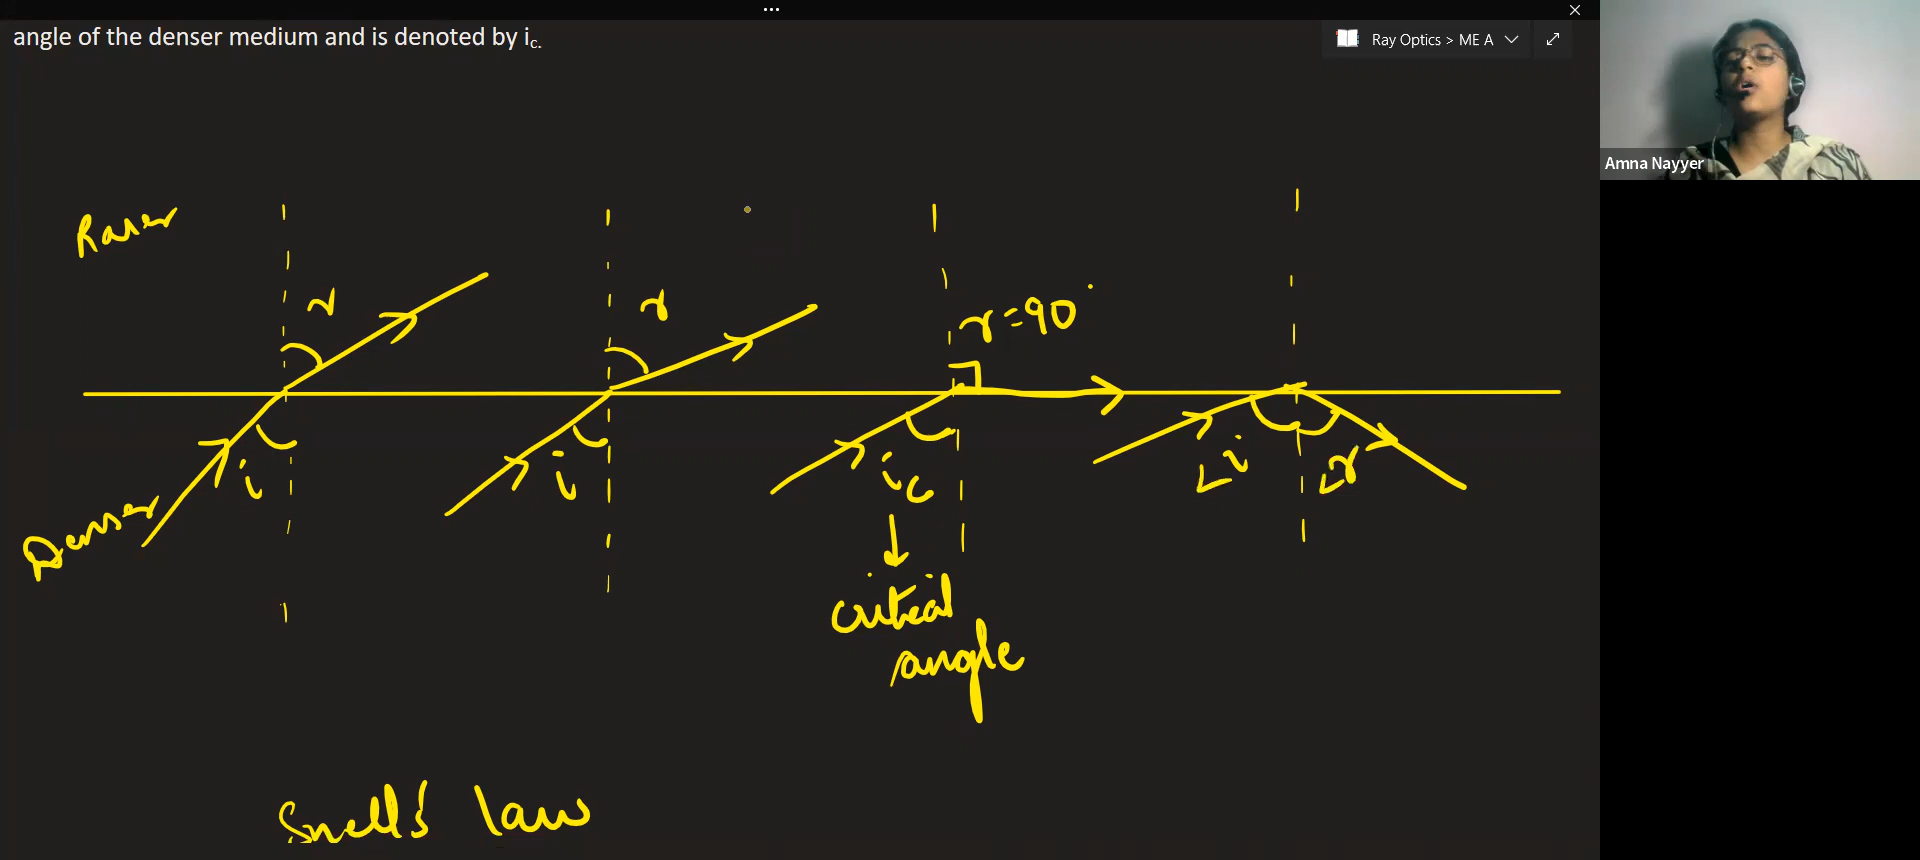 angle of the denser medium and is denoted by ic.
Ray Optics > ME A
Amna Nayyer
Rarer
r
r
r=90°
i
i
ic
∠i
∠r
Denser
critical
angle
Snell's law